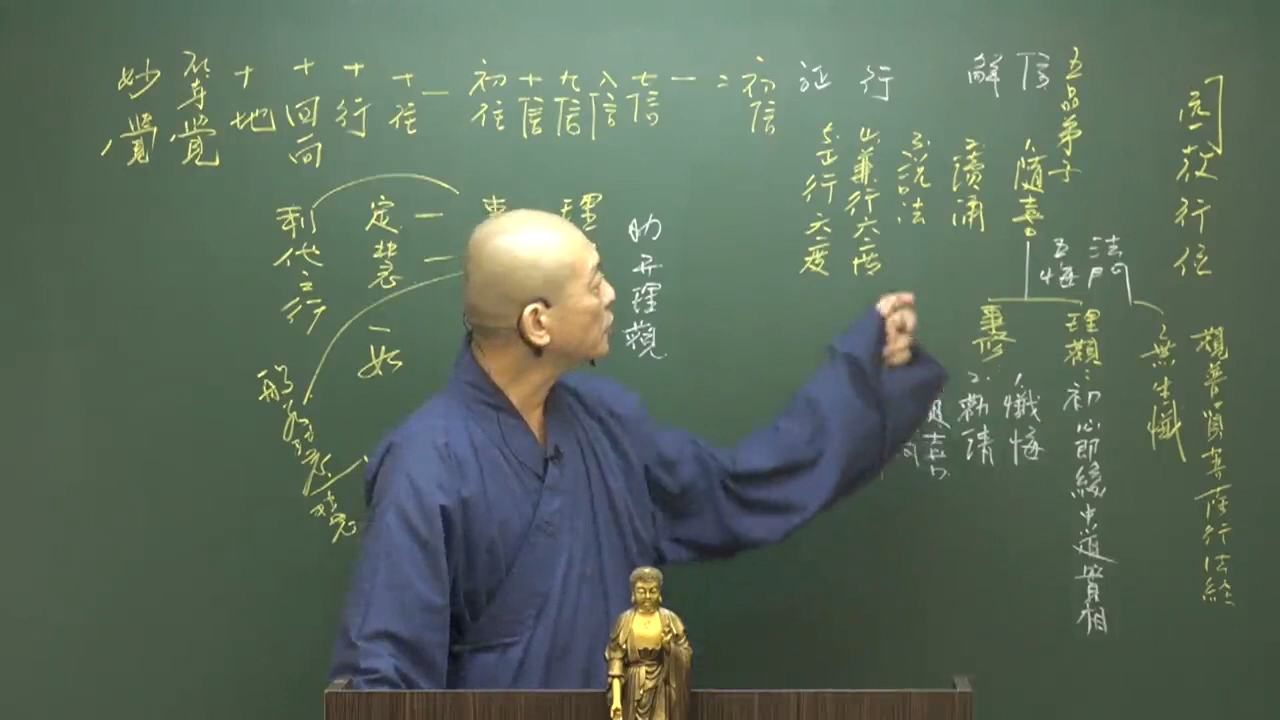 圓教行位
五品弟子
信
解
行
証
1.隨喜
2.讀誦
3.說法
4.兼行六度
5.正行六度
初信
二
一
七信
八信
九信
十信
初住
一
十住
十行
十回向
十地
等覺
妙覺
法門
五悔
觀普賢菩薩行法經
無生懺
理觀：初心即緣中道實相
事修
1.懺悔
2.勸請
助開理觀
理
事
定
慧
一如
利他之行